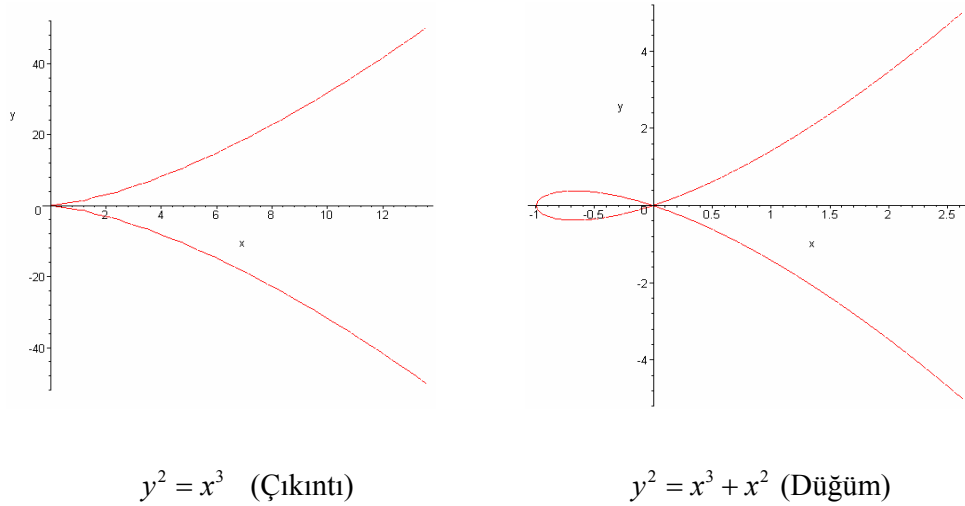 y
40
20
0
2 4 6 8 10 12
x
-20
-40
y
4
2
-1 -0.5 0 0.5 1 1.5 2 2.5
x
-2
-4
y² = x³ (Çıkıntı)
y² = x³ + x² (Düğüm)